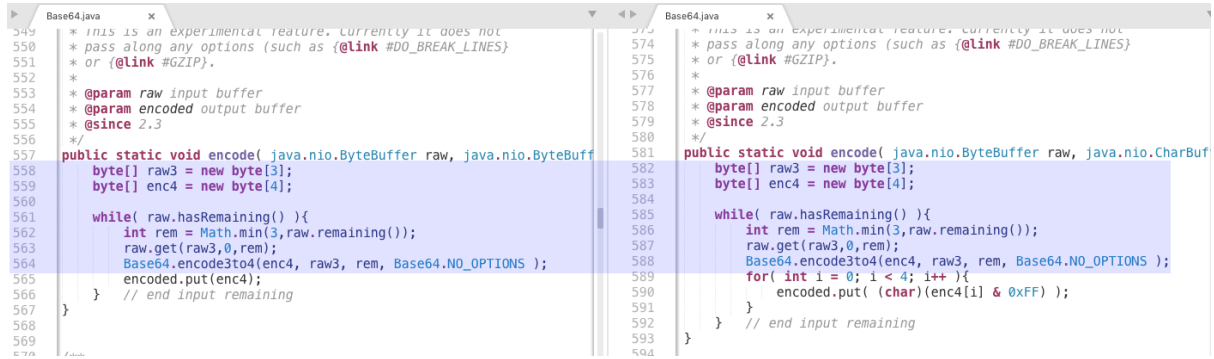 Base64.java ×
549 * This is an experimental feature. Currently it does not
550 * pass along any options (such as {@link #DO_BREAK_LINES}
551 * or {@link #GZIP}.
552 *
553 * @param raw input buffer
554 * @param encoded output buffer
555 * @since 2.3
556 */
557 public static void encode( java.nio.ByteBuffer raw, java.nio.ByteBuff
558 byte[] raw3 = new byte[3];
559 byte[] enc4 = new byte[4];
560
561 while( raw.hasRemaining() ){
562 int rem = Math.min(3,raw.remaining());
563 raw.get(raw3,0,rem);
564 Base64.encode3to4(enc4, raw3, rem, Base64.NO_OPTIONS );
565 encoded.put(enc4);
566 } // end input remaining
567 }
568
569
570 /**
Base64.java ×
573 * This is an experimental feature. Currently it does not
574 * pass along any options (such as {@link #DO_BREAK_LINES}
575 * or {@link #GZIP}.
576 *
577 * @param raw input buffer
578 * @param encoded output buffer
579 * @since 2.3
580 */
581 public static void encode( java.nio.ByteBuffer raw, java.nio.CharBuf
582 byte[] raw3 = new byte[3];
583 byte[] enc4 = new byte[4];
584
585 while( raw.hasRemaining() ){
586 int rem = Math.min(3,raw.remaining());
587 raw.get(raw3,0,rem);
588 Base64.encode3to4(enc4, raw3, rem, Base64.NO_OPTIONS );
589 for( int i = 0; i < 4; i++ ){
590 encoded.put( (char)(enc4[i] & 0xFF) );
591 }
592 } // end input remaining
593 }
594